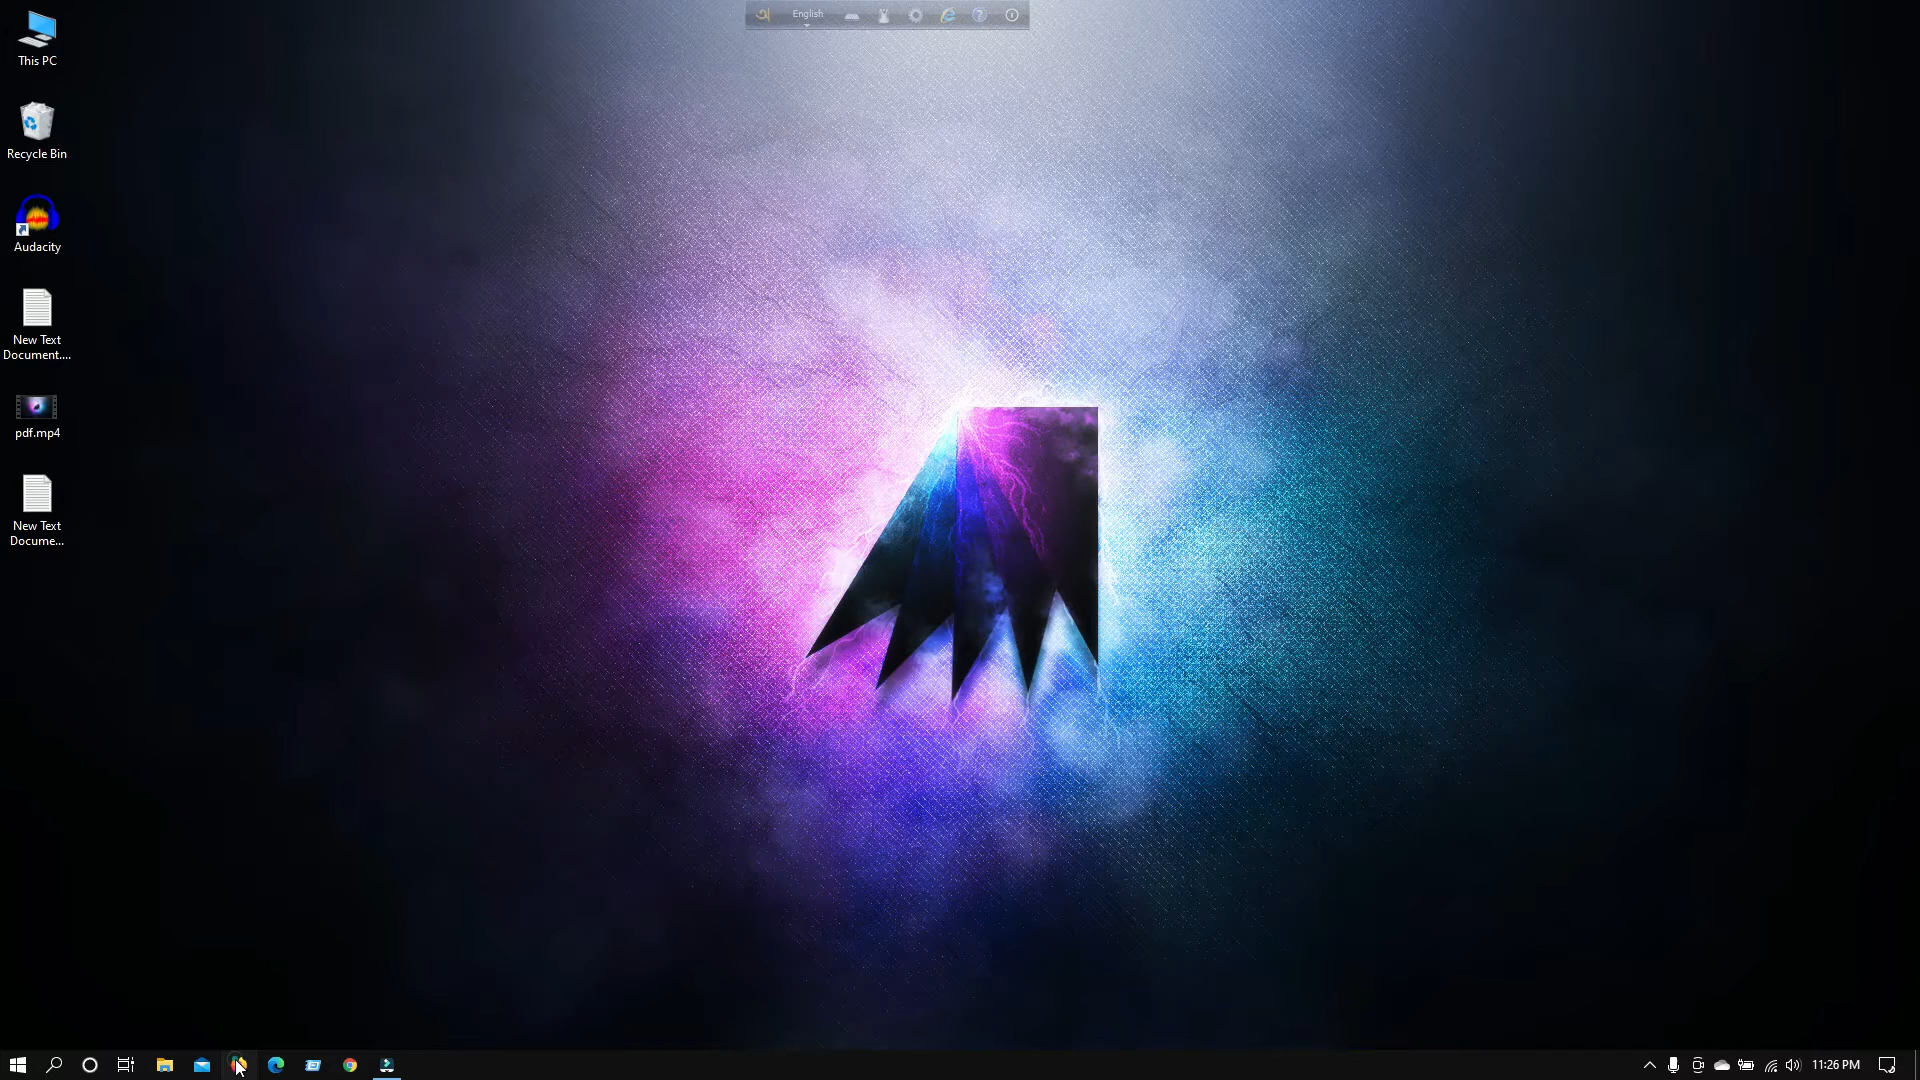 অ
English
This PC
Recycle Bin
Audacity
New Text
Document....
pdf.mp4
New Text
Docume...
11:26 PM